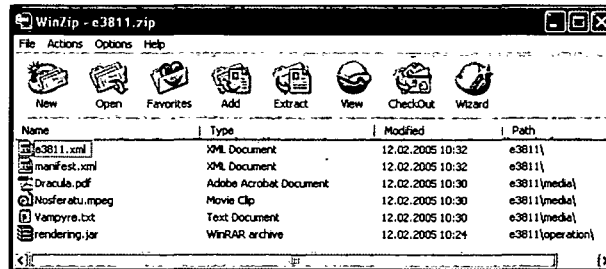 WinZip - e3811.zip
File Actions Options Help
New Open Favorites Add Extract View CheckOut Wizard
Name Type Modified Path
e3811.xml XML Document 12.02.2005 10:32 e3811\
manifest.xml XML Document 12.02.2005 10:32 e3811\
Dracula.pdf Adobe Acrobat Document 12.02.2005 10:30 e3811\media\
Nosferatu.mpeg Movie Clip 12.02.2005 10:30 e3811\media\
Vampyre.txt Text Document 12.02.2005 10:30 e3811\media\
rendering.jar WinRAR archive 12.02.2005 10:24 e3811\operation\